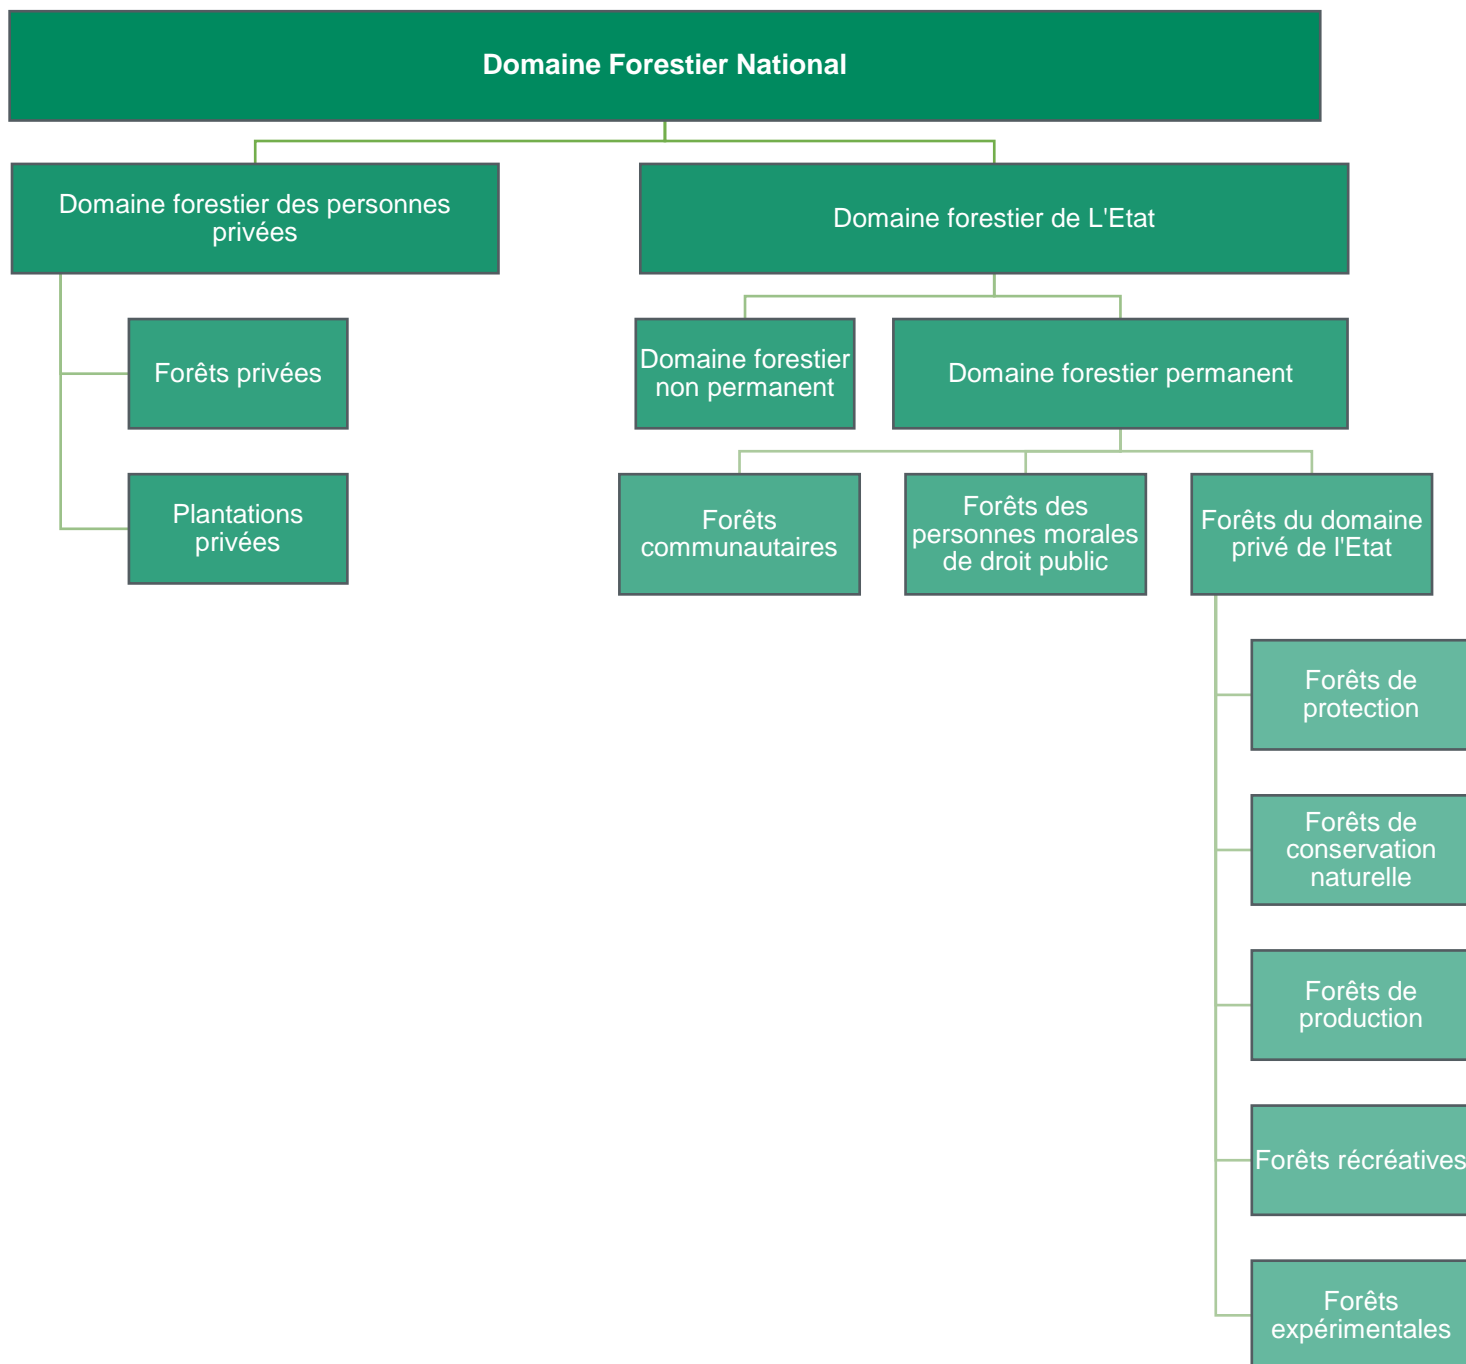 Domaine Forestier National
Domaine forestier des personnes
privées
Domaine forestier de L'Etat
Forêts privées
Plantations
privées
Domaine forestier
non permanent
Domaine forestier permanent
Forêts
communautaires
Forêts des
personnes morales
de droit public
Forêts du domaine
privé de l'Etat
Forêts de
protection
Forêts de
conservation
naturelle
Forêts de
production
Forêts récréatives
Forêts
expérimentales